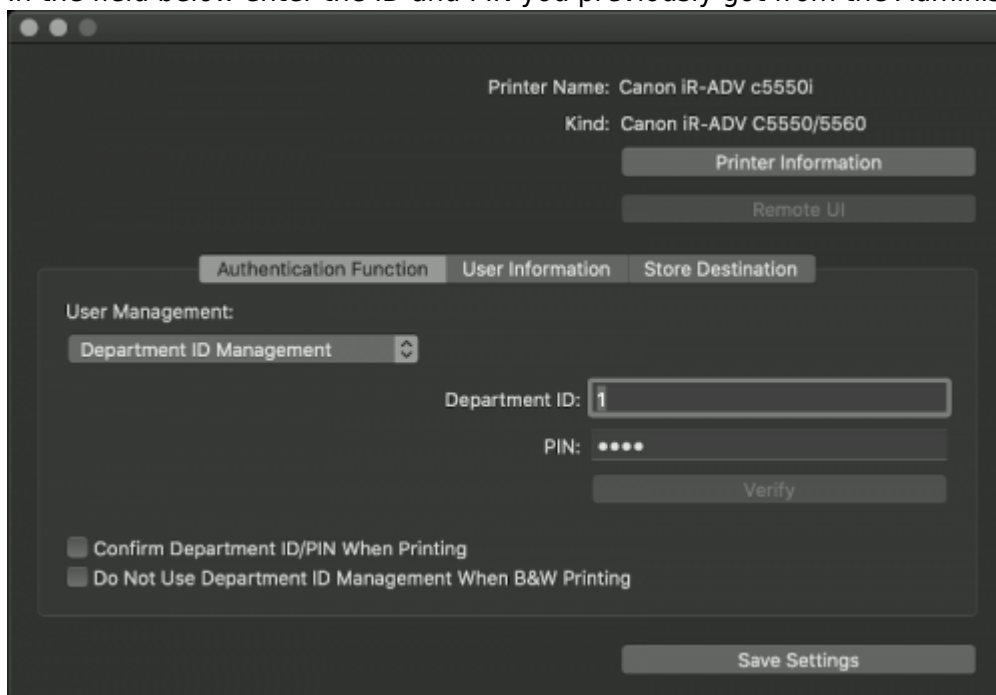 Printer Name: Canon iR-ADV c5550i
Kind: Canon iR-ADV C5550/5560
Printer Information
Remote UI
Authentication Function User Information Store Destination
User Management:
Department ID Management
Department ID: 1
PIN: ••••
Verify
Confirm Department ID/PIN When Printing
Do Not Use Department ID Management When B&W Printing
Save Settings